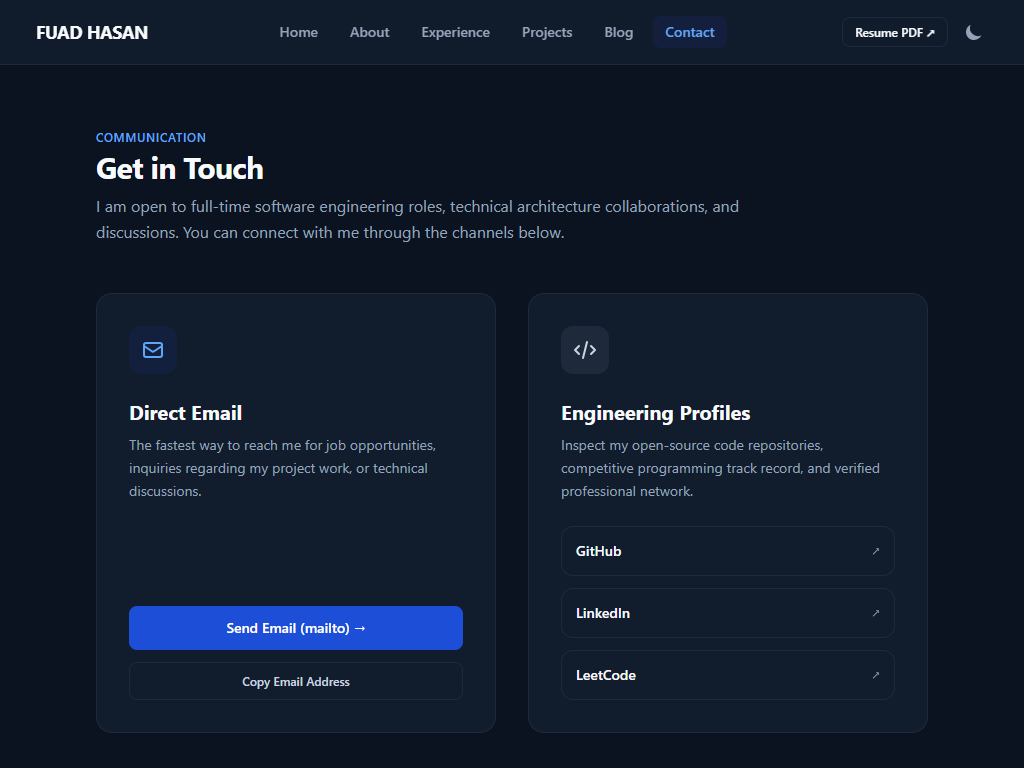 FUAD HASAN
Home
About
Experience
Projects
Blog
Contact
Resume PDF ↗
COMMUNICATION
Get in Touch
I am open to full-time software engineering roles, technical architecture collaborations, and
discussions. You can connect with me through the channels below.
Direct Email
The fastest way to reach me for job opportunities,
inquiries regarding my project work, or technical
discussions.
Send Email (mailto) →
Copy Email Address
Engineering Profiles
Inspect my open-source code repositories,
competitive programming track record, and verified
professional network.
GitHub ↗
LinkedIn ↗
LeetCode ↗